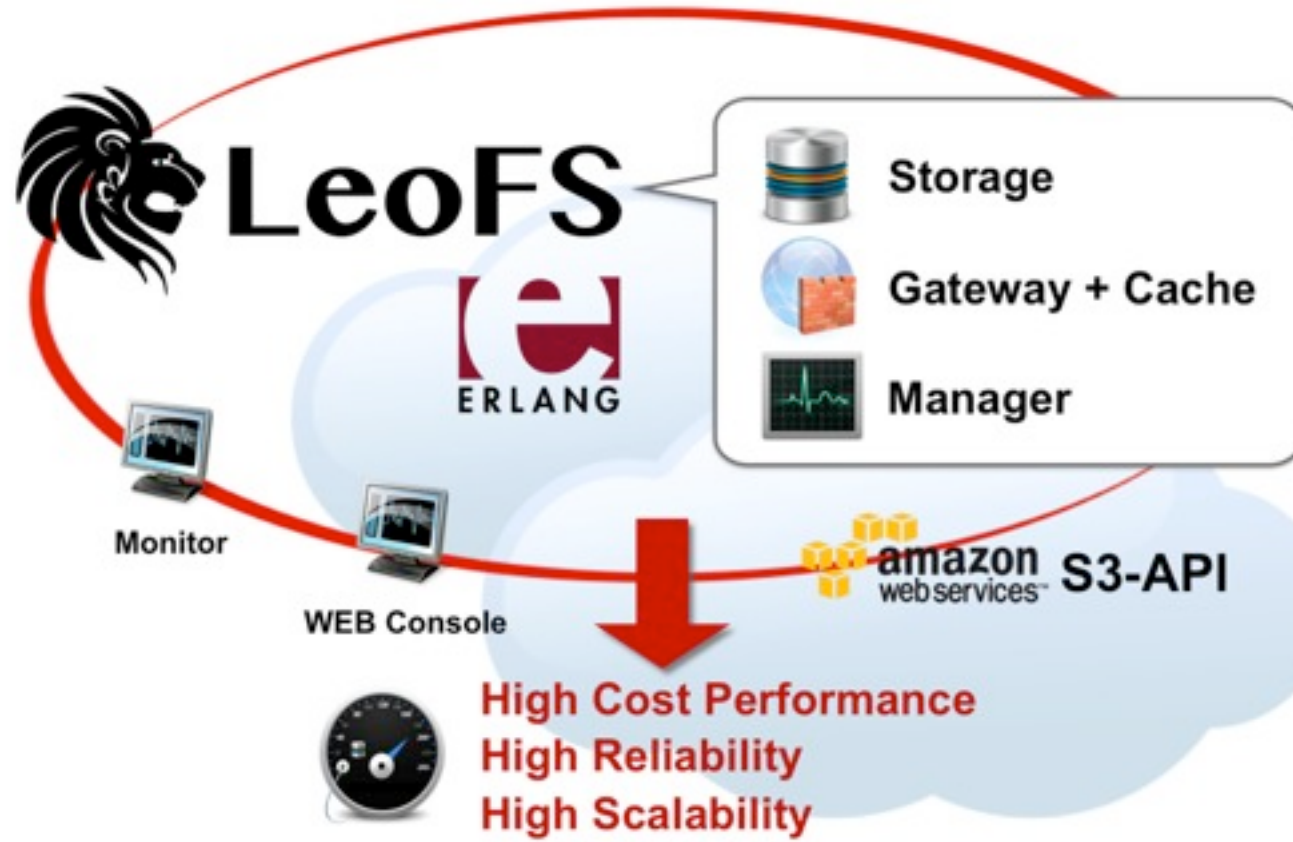 LeoFS
Storage
Gateway + Cache
Manager
e
ERLANG
Monitor
WEB Console
amazon
webservices™
S3-API
High Cost Performance
High Reliability
High Scalability